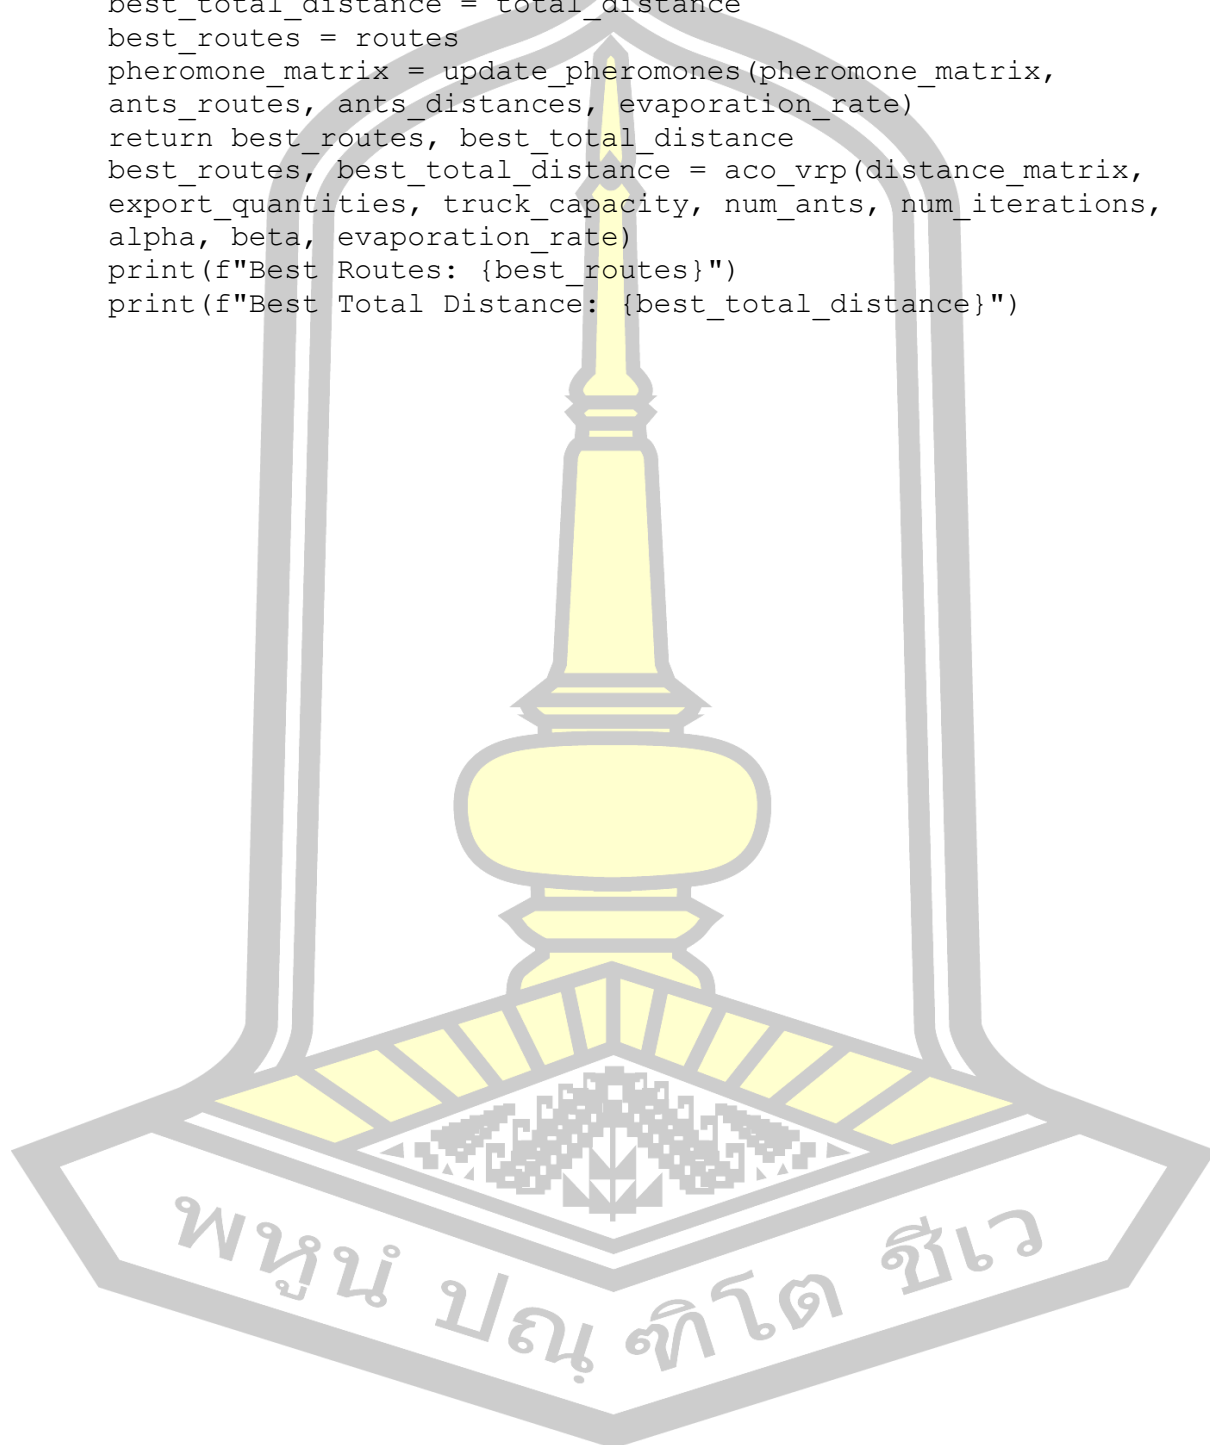 best_total_distance = total_distance
best_routes = routes
pheromone_matrix = update_pheromones(pheromone_matrix,
ants_routes, ants_distances, evaporation_rate)
return best_routes, best_total_distance
best_routes, best_total_distance = aco_vrp(distance_matrix,
export_quantities, truck_capacity, num_ants, num_iterations,
alpha, beta, evaporation_rate)
print(f"Best Routes: {best_routes}")
print(f"Best Total Distance: {best_total_distance}")
พหูนํ ปณฺฑิโต ชีเว